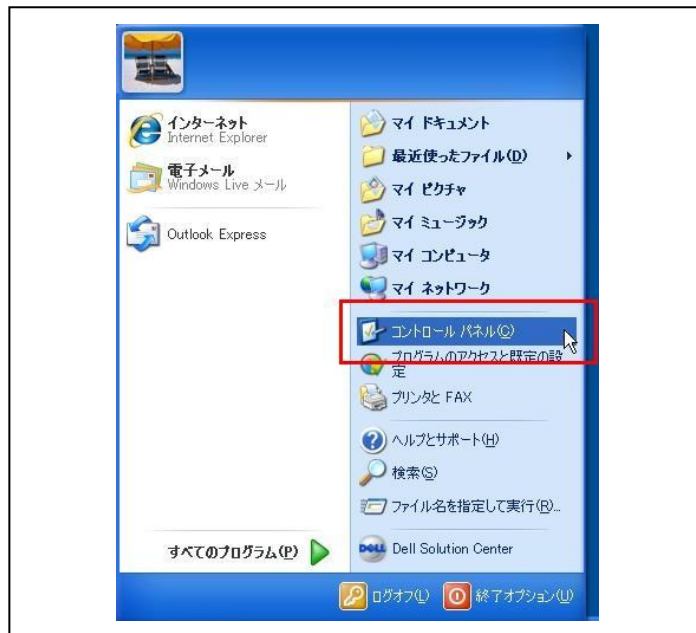 インターネット
Internet Explorer
電子メール
Windows Live メール
Outlook Express
すべてのプログラム(P)
マイ ドキュメント
最近使ったファイル(D)
マイ ピクチャ
マイ ミュージック
マイ コンピュータ
マイ ネットワーク
コントロール パネル(C)
プログラムのアクセスと既定の設
定
プリンタと FAX
ヘルプとサポート(H)
検索(S)
ファイル名を指定して実行(R)...
DELL Dell Solution Center
ログオフ(L)
終了オプション(U)